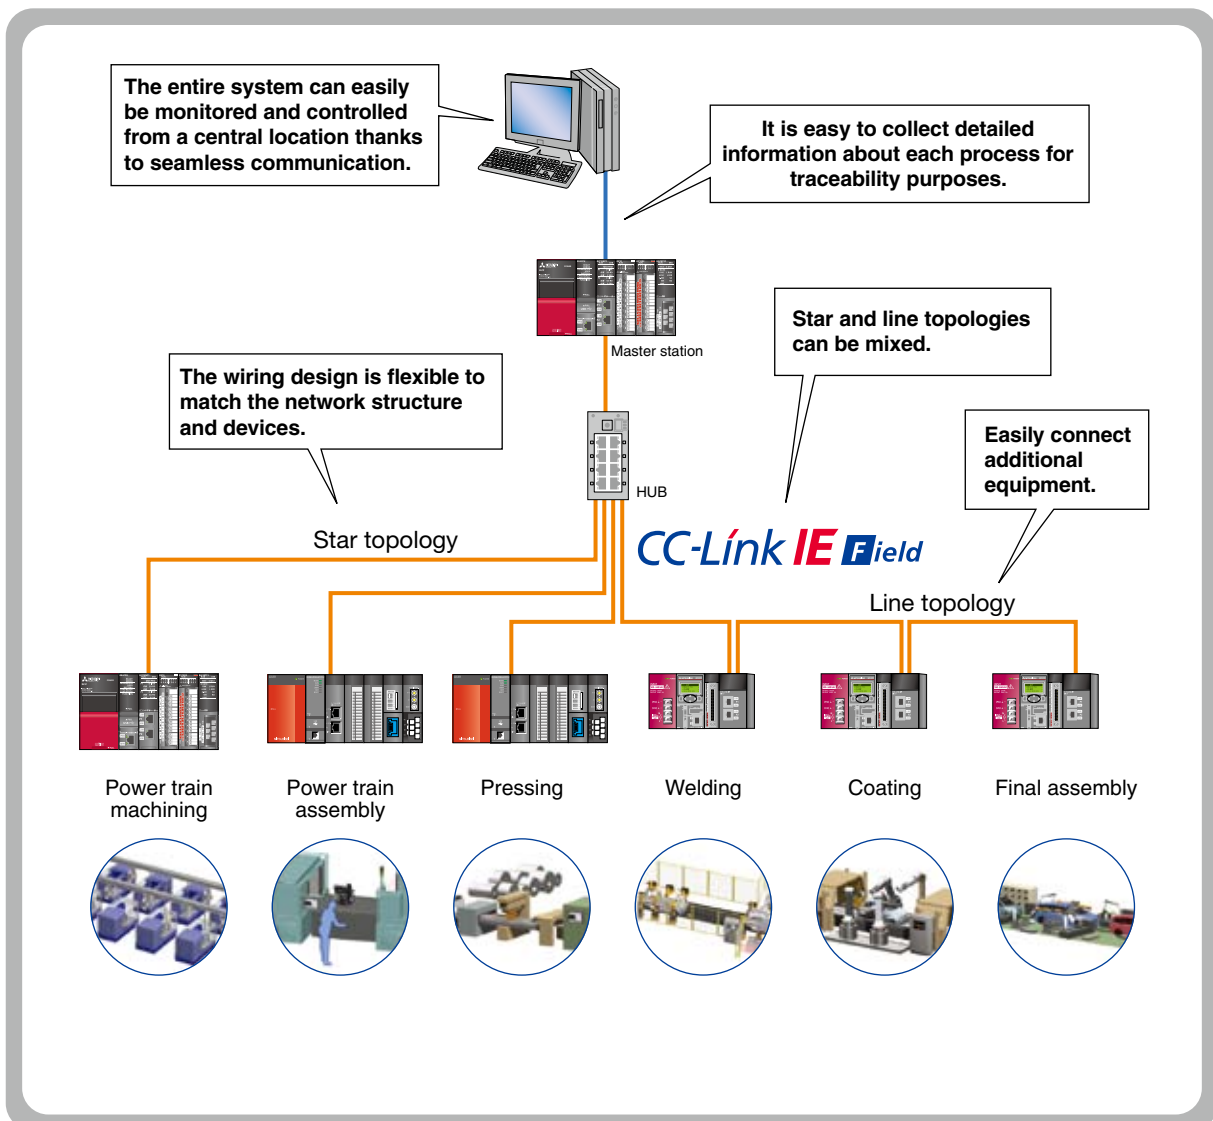 The entire system can easily
be monitored and controlled
from a central location thanks
to seamless communication.
It is easy to collect detailed
information about each process for
traceability purposes.
Master station
Star and line topologies
can be mixed.
The wiring design is flexible to
match the network structure
and devices.
Easily connect
additional
equipment.
HUB
Star topology
CC-Link IE Field
Line topology
Power train
machining
Power train
assembly
Pressing
Welding
Coating
Final assembly